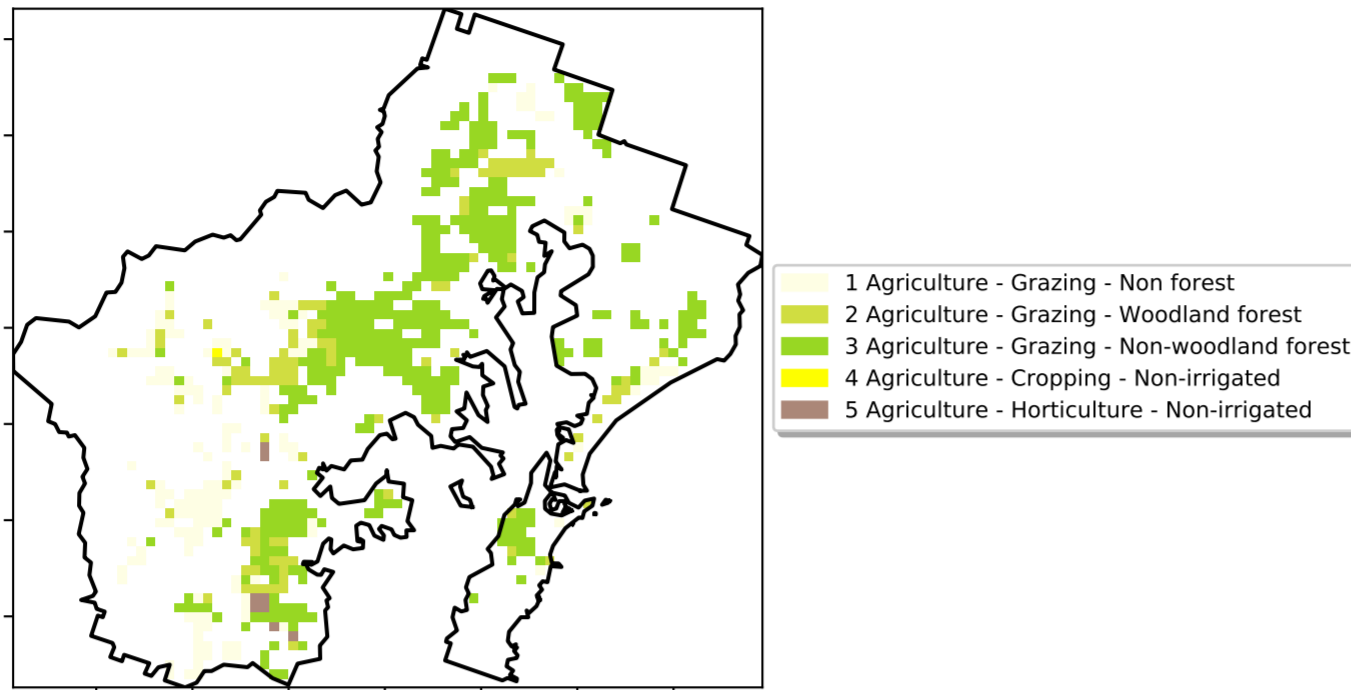 1 Agriculture - Grazing - Non forest
2 Agriculture - Grazing - Woodland forest
3 Agriculture - Grazing - Non-woodland forest
4 Agriculture - Cropping - Non-irrigated
5 Agriculture - Horticulture - Non-irrigated